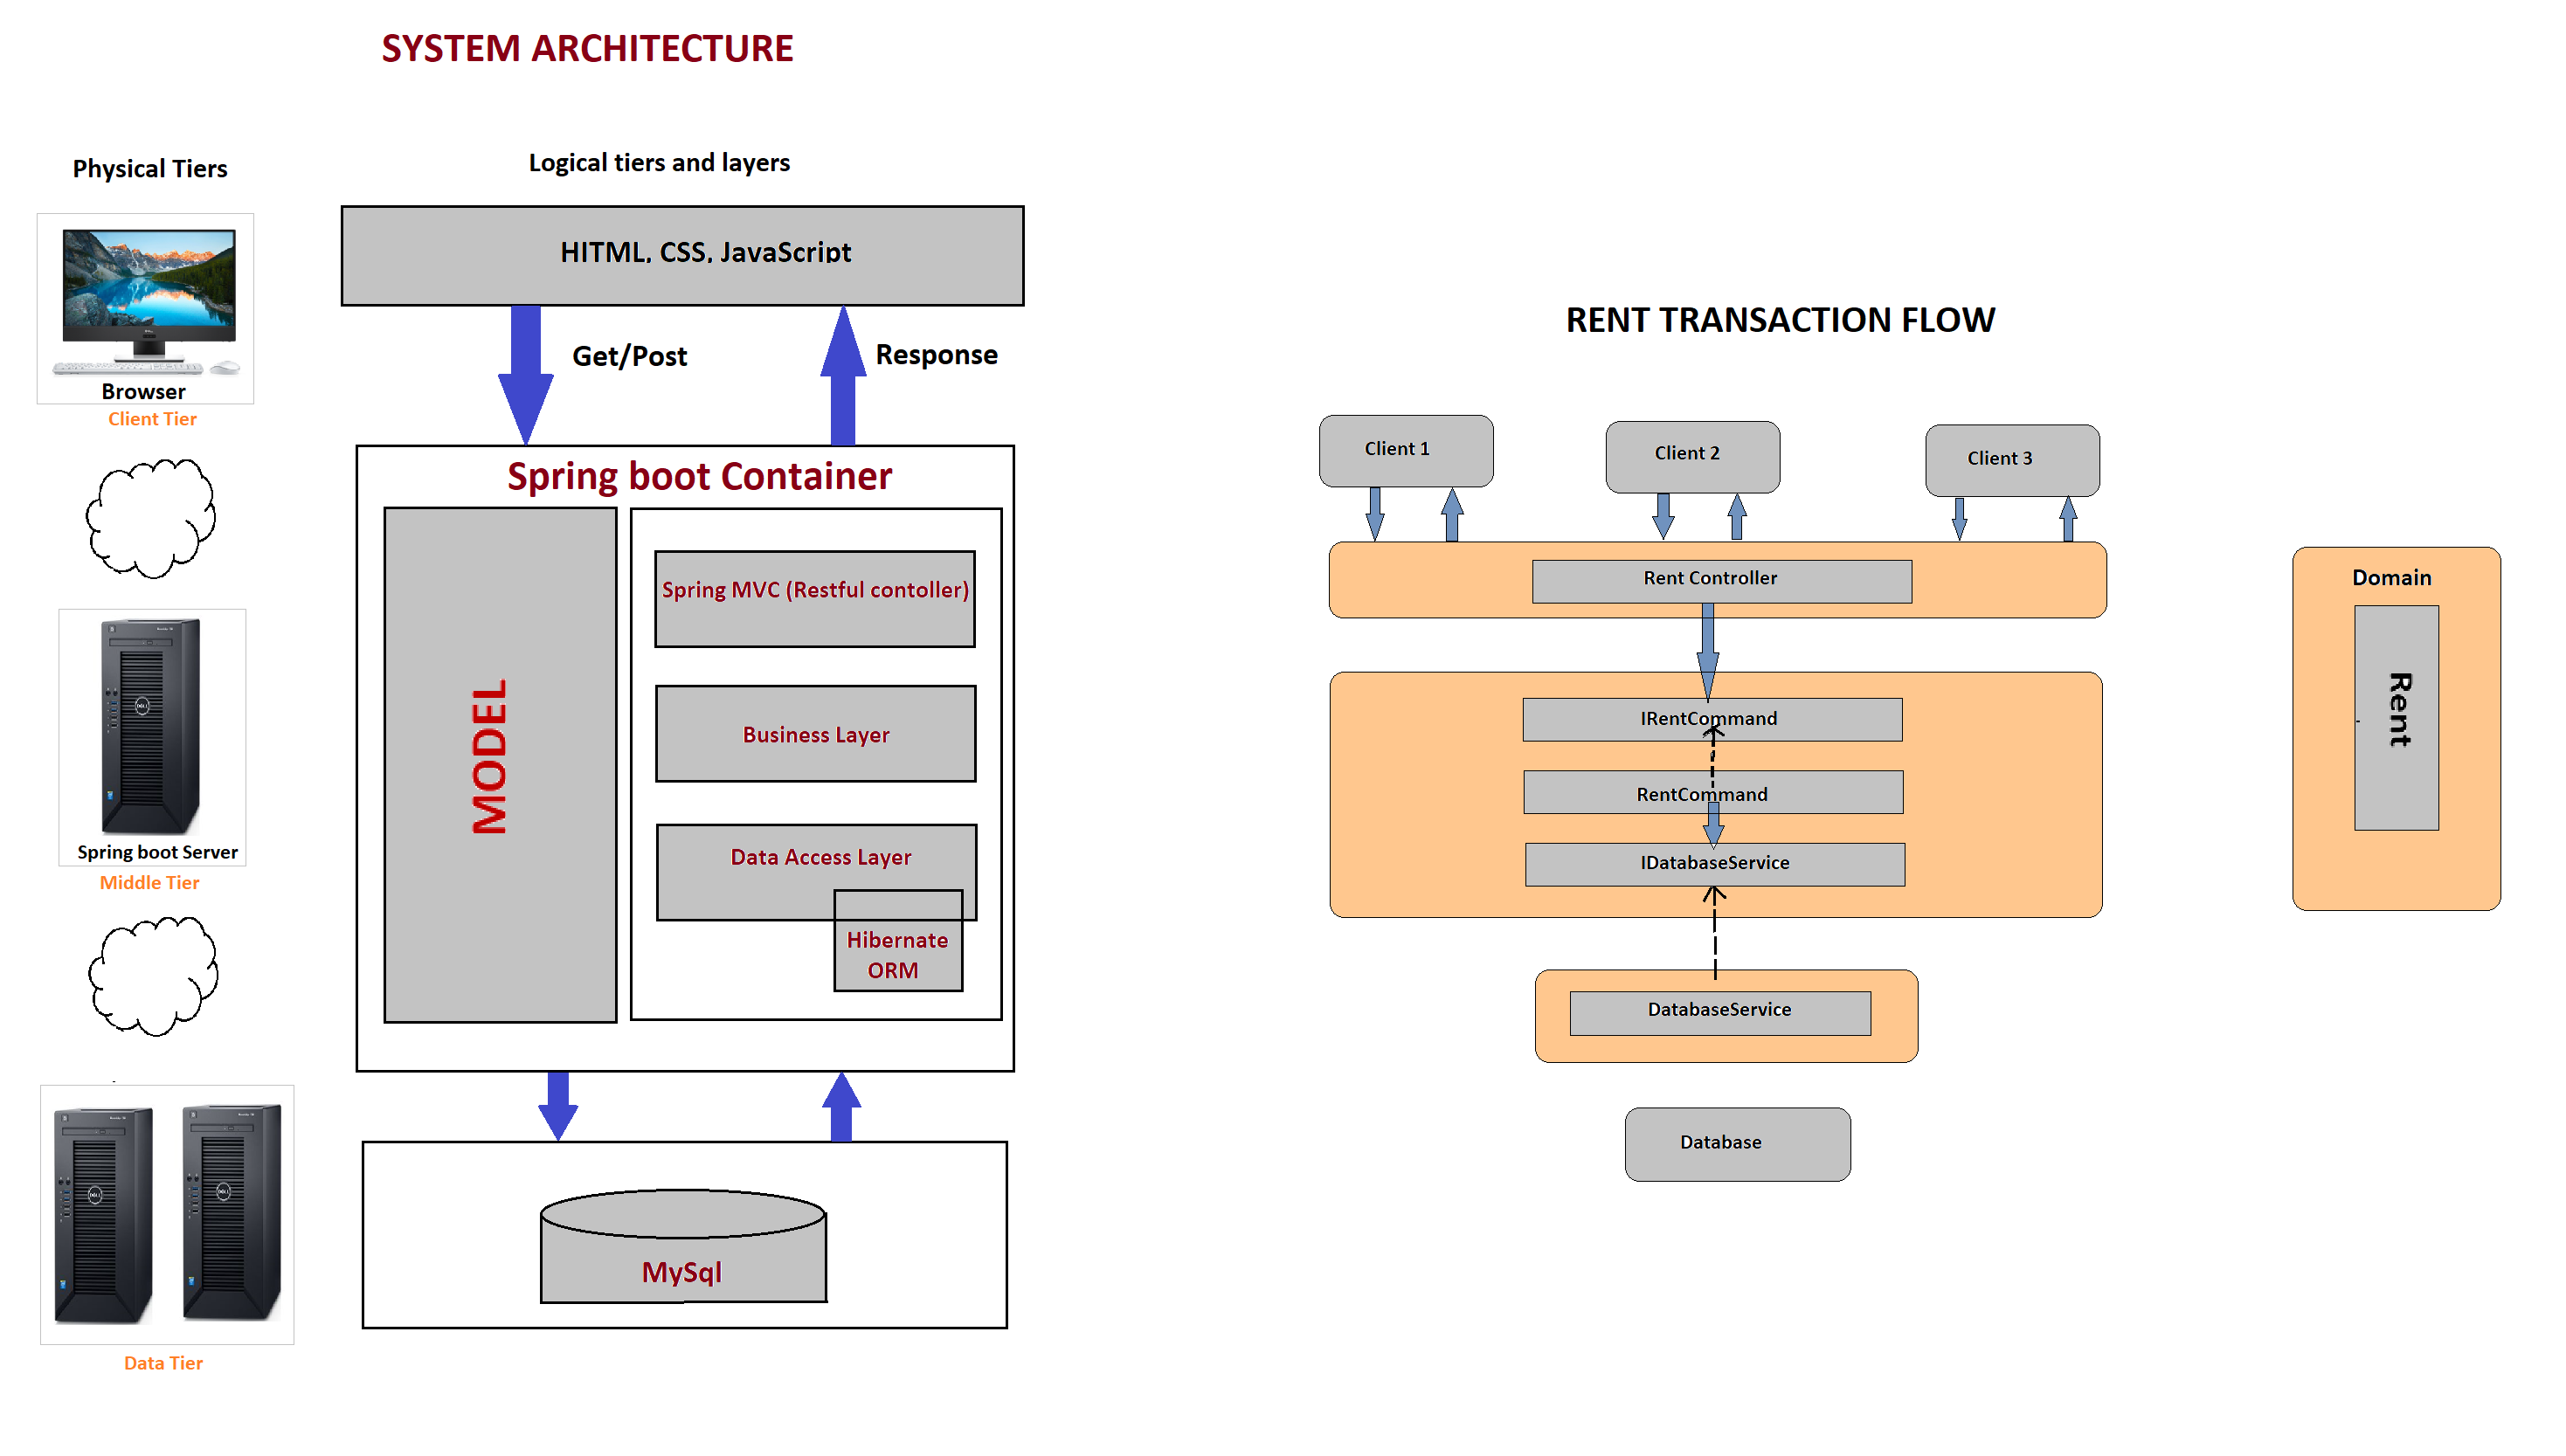 SYSTEM ARCHITECTURE
Physical Tiers
Logical tiers and layers
HITML, CSS, JavaScript
Get/Post
Response
Browser
Client Tier
Spring boot Container
MODEL
Spring MVC (Restful contoller)
Business Layer
Data Access Layer
Hibernate
ORM
Spring boot Server
Middle Tier
MySql
Data Tier
RENT TRANSACTION FLOW
Client 1
Client 2
Client 3
Rent Controller
IRentCommand
RentCommand
IDatabaseService
DatabaseService
Database
Domain
Rent